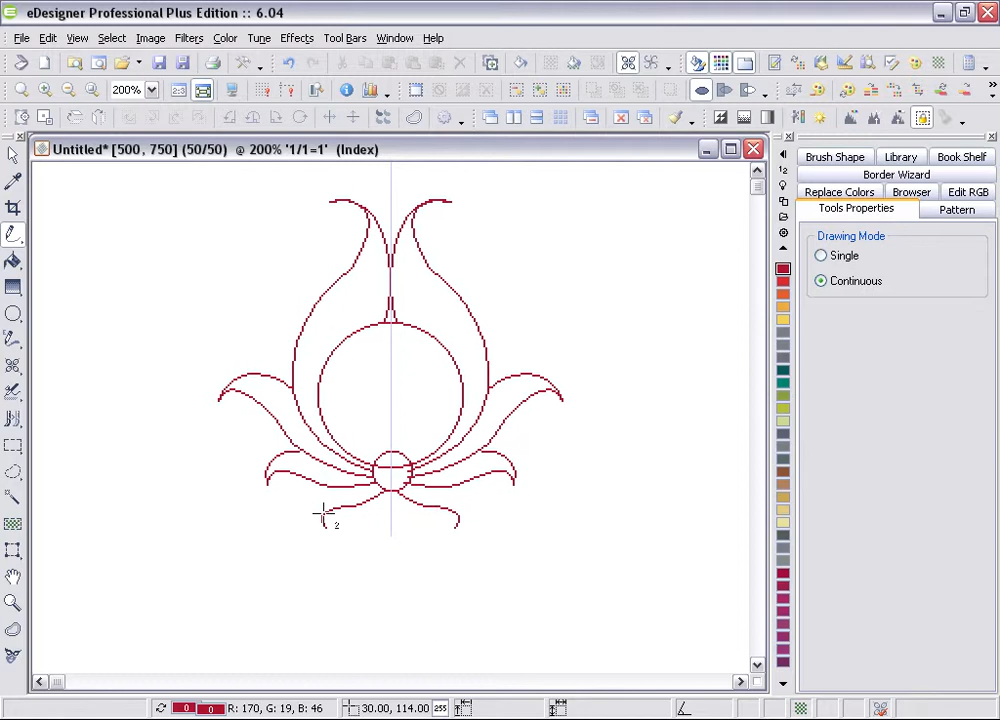 eDesigner Professional Plus Edition :: 6.04
File Edit View Select Image Filters Color Tune Effects Tool Bars Window Help
200%
Untitled* [500, 750] (50/50) @ 200% '1/1=1' (Index)
Brush Shape Library Book Shelf
Border Wizard
Replace Colors Browser Edit RGB
Tools Properties Pattern
Drawing Mode
Single
Continuous
2
0 0 R: 170, G: 19, B: 46 30.00, 114.00 255